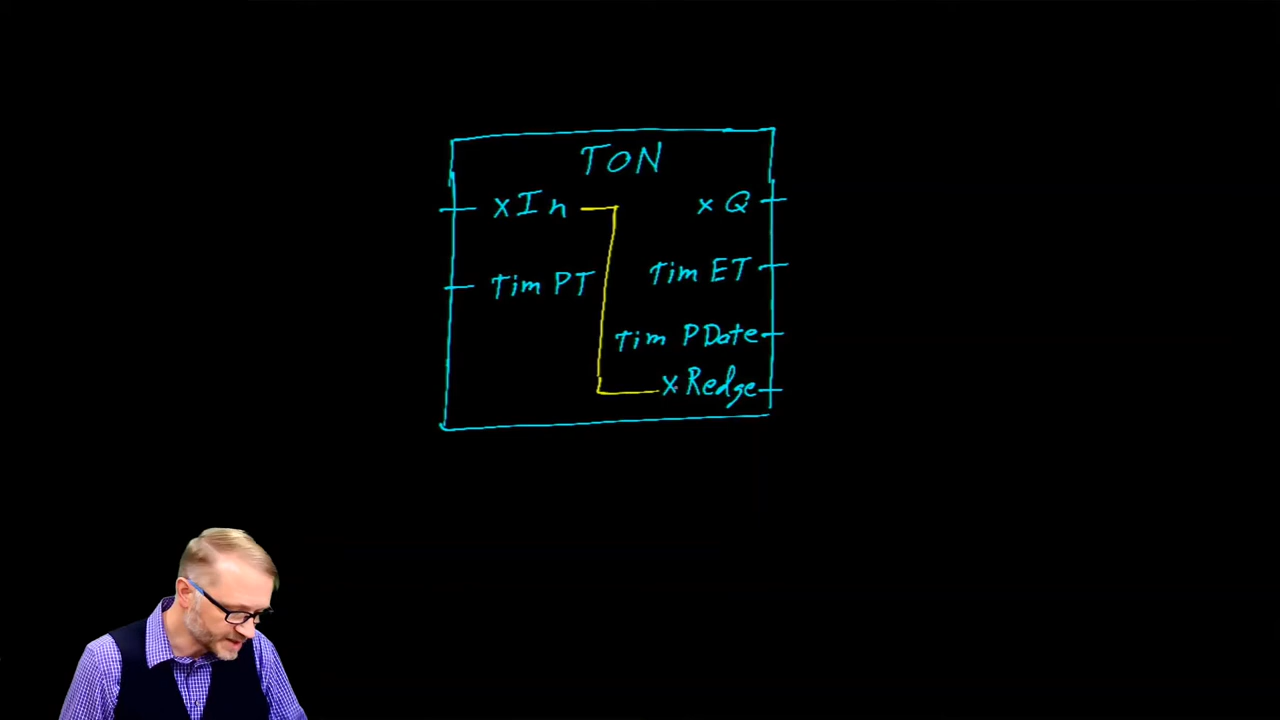 TON
xIn
xQ
Tim PT
Tim ET
Tim PDate
xRedge